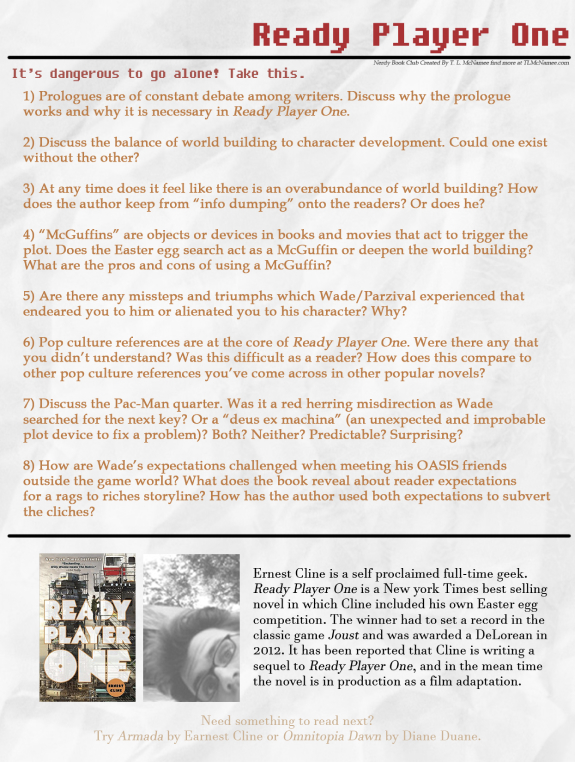 Ready Player One
Nerdy Book Club Created By T. L. McNamee find more at TLMcNamee.com
It's dangerous to go alone! Take this.
1) Prologues are of constant debate among writers. Discuss why the prologue
works and why it is necessary in Ready Player One.
2) Discuss the balance of world building to character development. Could one exist
without the other?
3) At any time does it feel like there is an overabundance of world building? How
does the author keep from “info dumping” onto the readers? Or does he?
4) “McGuffins” are objects or devices in books and movies that act to trigger the
plot. Does the Easter egg search act as a McGuffin or deepen the world building?
What are the pros and cons of using a McGuffin?
5) Are there any missteps and triumphs which Wade/Parzival experienced that
endeared you to him or alienated you to his character? Why?
6) Pop culture references are at the core of Ready Player One. Were there any that
you didn't understand? Was this difficult as a reader? How does this compare to
other pop culture references you've come across in other popular novels?
7) Discuss the Pac-Man quarter. Was it a red herring misdirection as Wade
searched for the next key? Or a “deus ex machina” (an unexpected and improbable
plot device to fix a problem)? Both? Neither? Predictable? Surprising?
8) How are Wade's expectations challenged when meeting his OASIS friends
outside the game world? What does the book reveal about reader expectations
for a rags to riches storyline? How has the author used both expectations to subvert
the cliches?
READY
PLAYER
ONE
ERNEST
CLINE
Ernest Cline is a self proclaimed full-time geek.
Ready Player One is a New york Times best selling
novel in which Cline included his own Easter egg
competition. The winner had to set a record in the
classic game Joust and was awarded a DeLorean in
2012. It has been reported that Cline is writing a
sequel to Ready Player One, and in the mean time
the novel is in production as a film adaptation.
Need something to read next?
Try Armada by Earnest Cline or Omnitopia Dawn by Diane Duane.